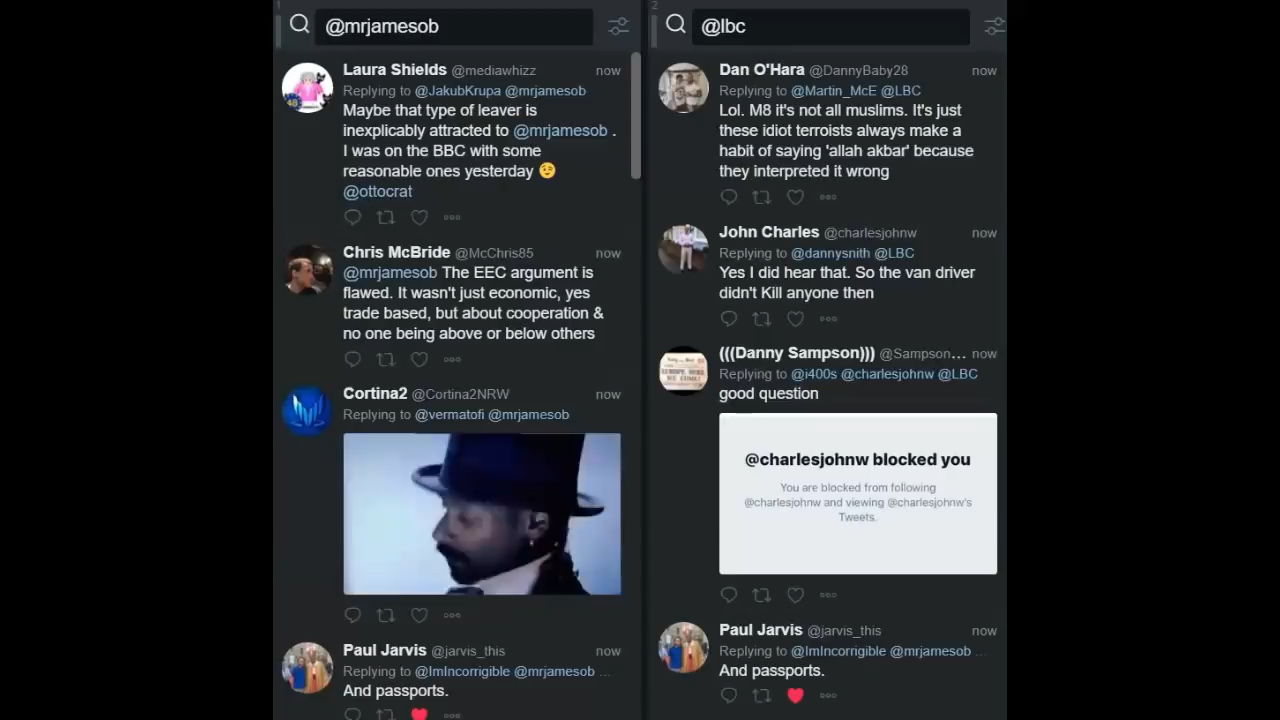 1
@mrjamesob
Laura Shields @mediawhizz now
Replying to @JakubKrupa @mrjamesob
Maybe that type of leaver is
inexplicably attracted to @mrjamesob .
I was on the BBC with some
reasonable ones yesterday 😉
@ottocrat
Chris McBride @McChris85 now
@mrjamesob The EEC argument is
flawed. It wasn't just economic, yes
trade based, but about cooperation &
no one being above or below others
Cortina2 @Cortina2NRW now
Replying to @vermatofi @mrjamesob
Paul Jarvis @jarvis_this now
Replying to @ImIncorrigible @mrjamesob ...
And passports.
2
@lbc
Dan O'Hara @DannyBaby28 now
Replying to @Martin_McE @LBC
Lol. M8 it's not all muslims. It's just
these idiot terroists always make a
habit of saying 'allah akbar' because
they interpreted it wrong
John Charles @charlesjohnw now
Replying to @dannysnith @LBC
Yes I did hear that. So the van driver
didn't Kill anyone then
(((Danny Sampson))) @Sampson... now
Replying to @i400s @charlesjohnw @LBC
good question
@charlesjohnw blocked you
You are blocked from following
@charlesjohnw and viewing @charlesjohnw's
Tweets.
Paul Jarvis @jarvis_this now
Replying to @ImIncorrigible @mrjamesob ...
And passports.